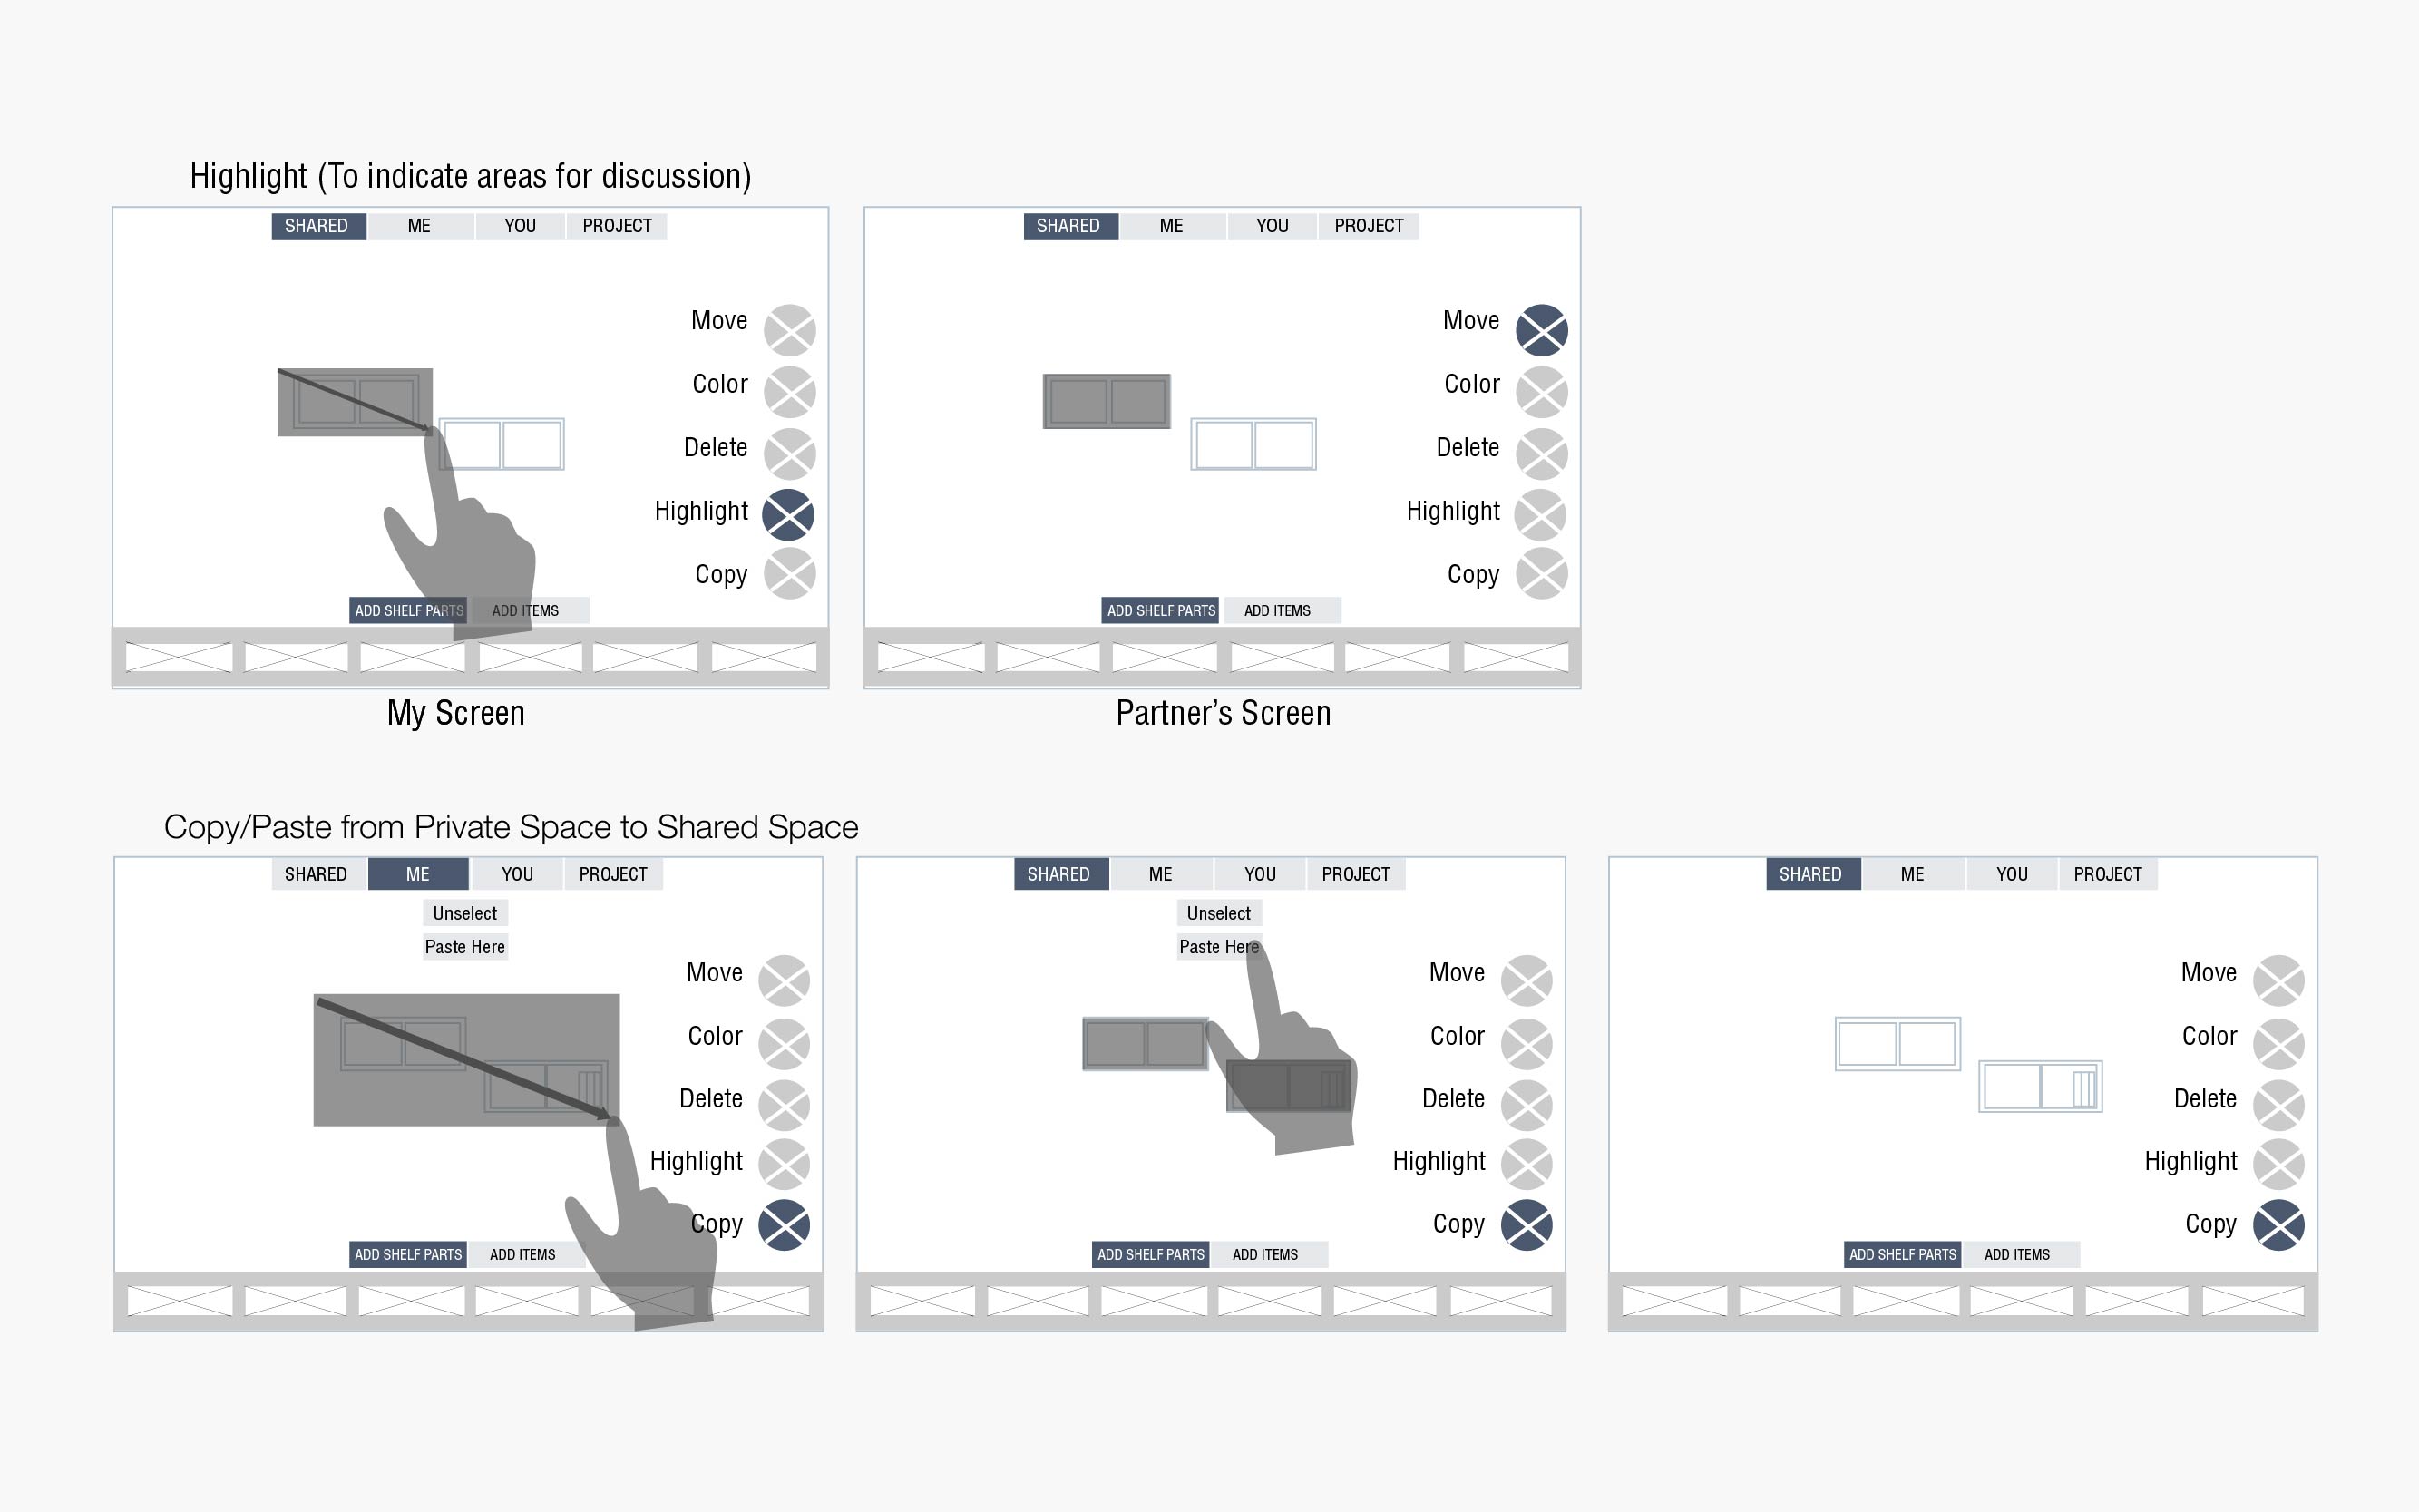 Highlight (To indicate areas for discussion)
SHARED ME YOU PROJECT
Move
Color
Delete
Highlight
Copy
ADD SHELF PARTS ADD ITEMS
My Screen
SHARED ME YOU PROJECT
Move
Color
Delete
Highlight
Copy
ADD SHELF PARTS ADD ITEMS
Partner’s Screen
Copy/Paste from Private Space to Shared Space
SHARED ME YOU PROJECT
Unselect
Paste Here
Move
Color
Delete
Highlight
Copy
ADD SHELF PARTS ADD ITEMS
SHARED ME YOU PROJECT
Unselect
Paste Here
Move
Color
Delete
Highlight
Copy
ADD SHELF PARTS ADD ITEMS
SHARED ME YOU PROJECT
Move
Color
Delete
Highlight
Copy
ADD SHELF PARTS ADD ITEMS